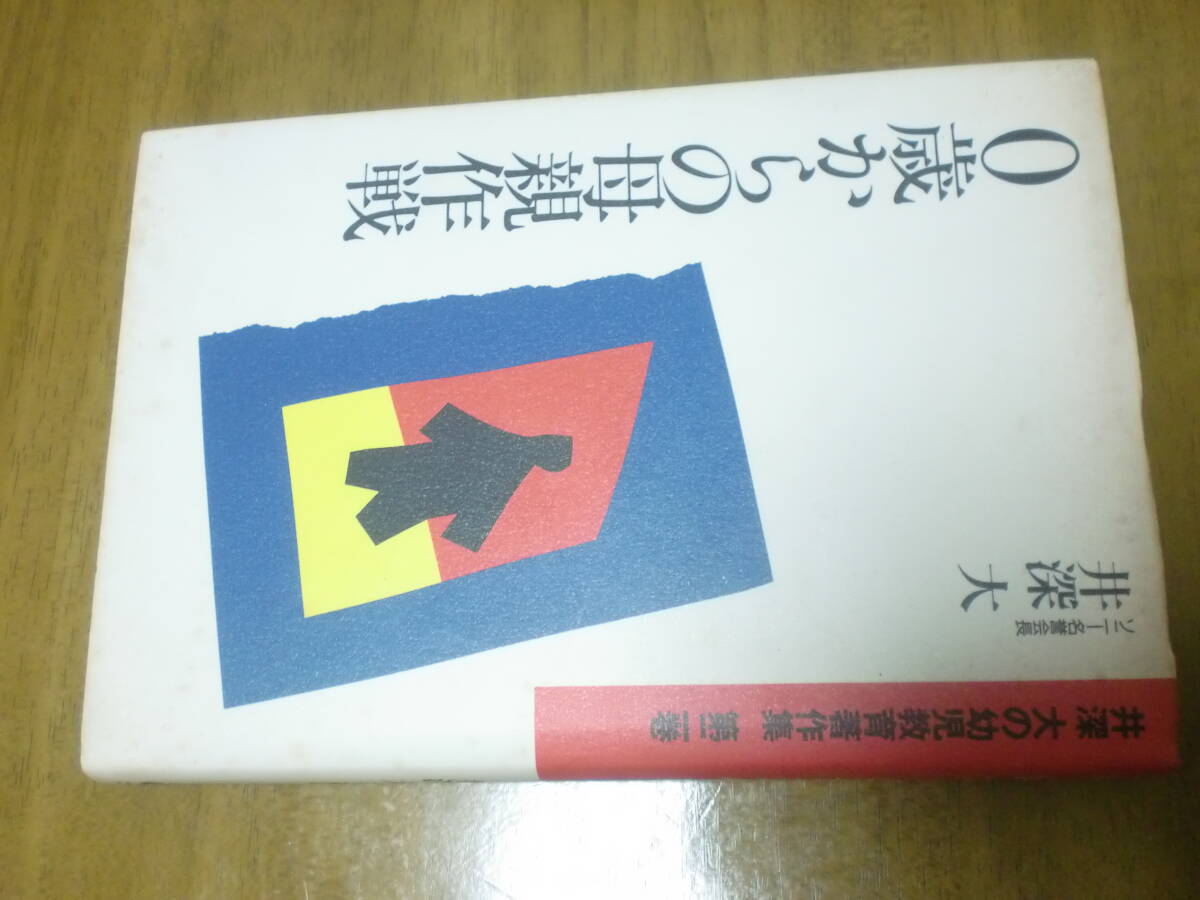 0歳からの母親作戦
ソニー名誉会長
井深 大
井深 大の幼児教育著作集 第二巻